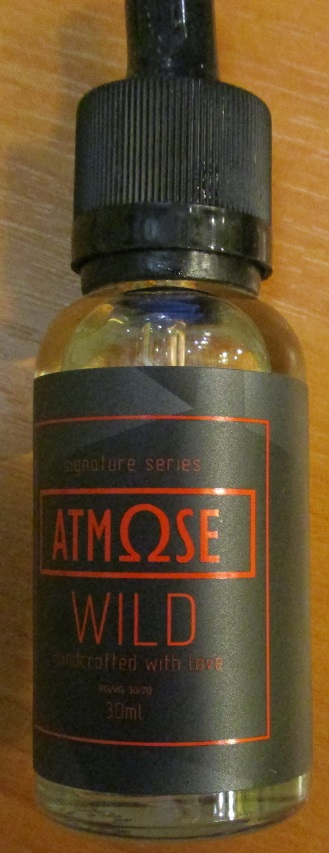 signature series
ATMΩSE
WILD
handcrafted with love
PG/VG 30/70
30ml